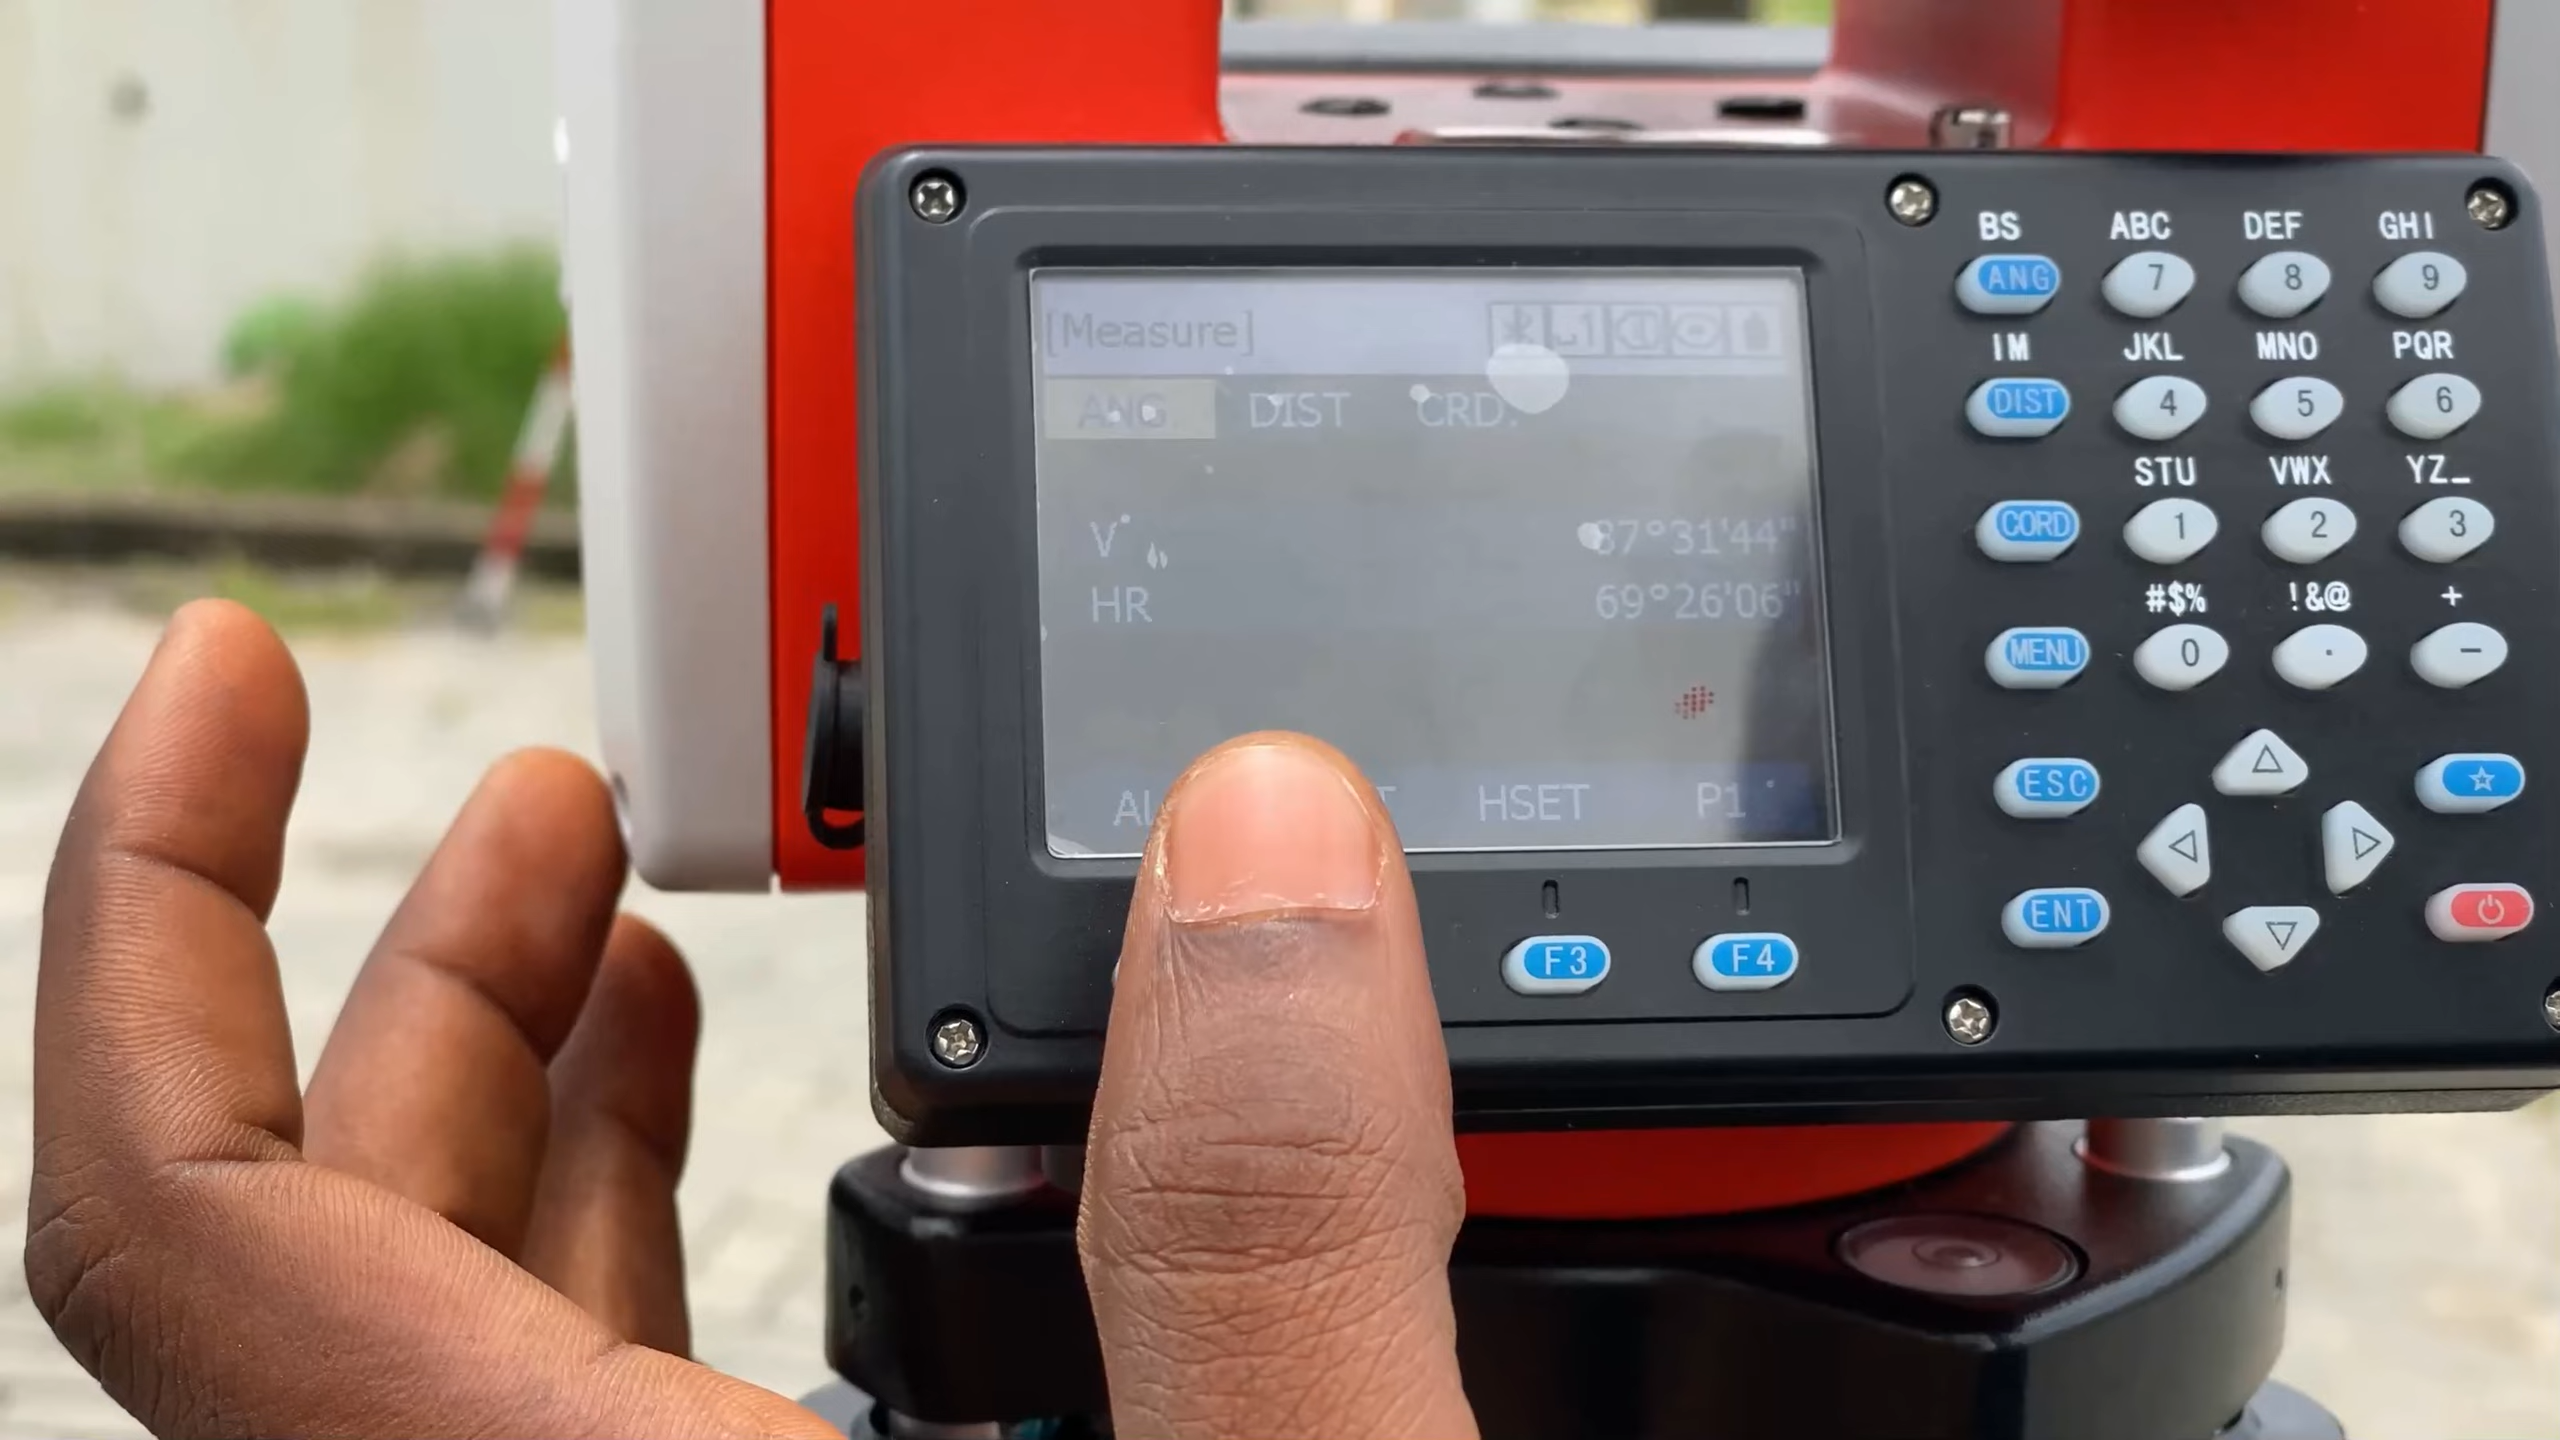 [Measure]
ANG DIST CRD.
V 87°31'44"
HR 69°26'06"
HSET P1
F3 F4
BS ABC DEF GHI
ANG 7 8 9
IM JKL MNO PQR
DIST 4 5 6
STU VWX YZ_
CORD 1 2 3
#$% !&@ +
MENU 0 . -
ESC
ENT